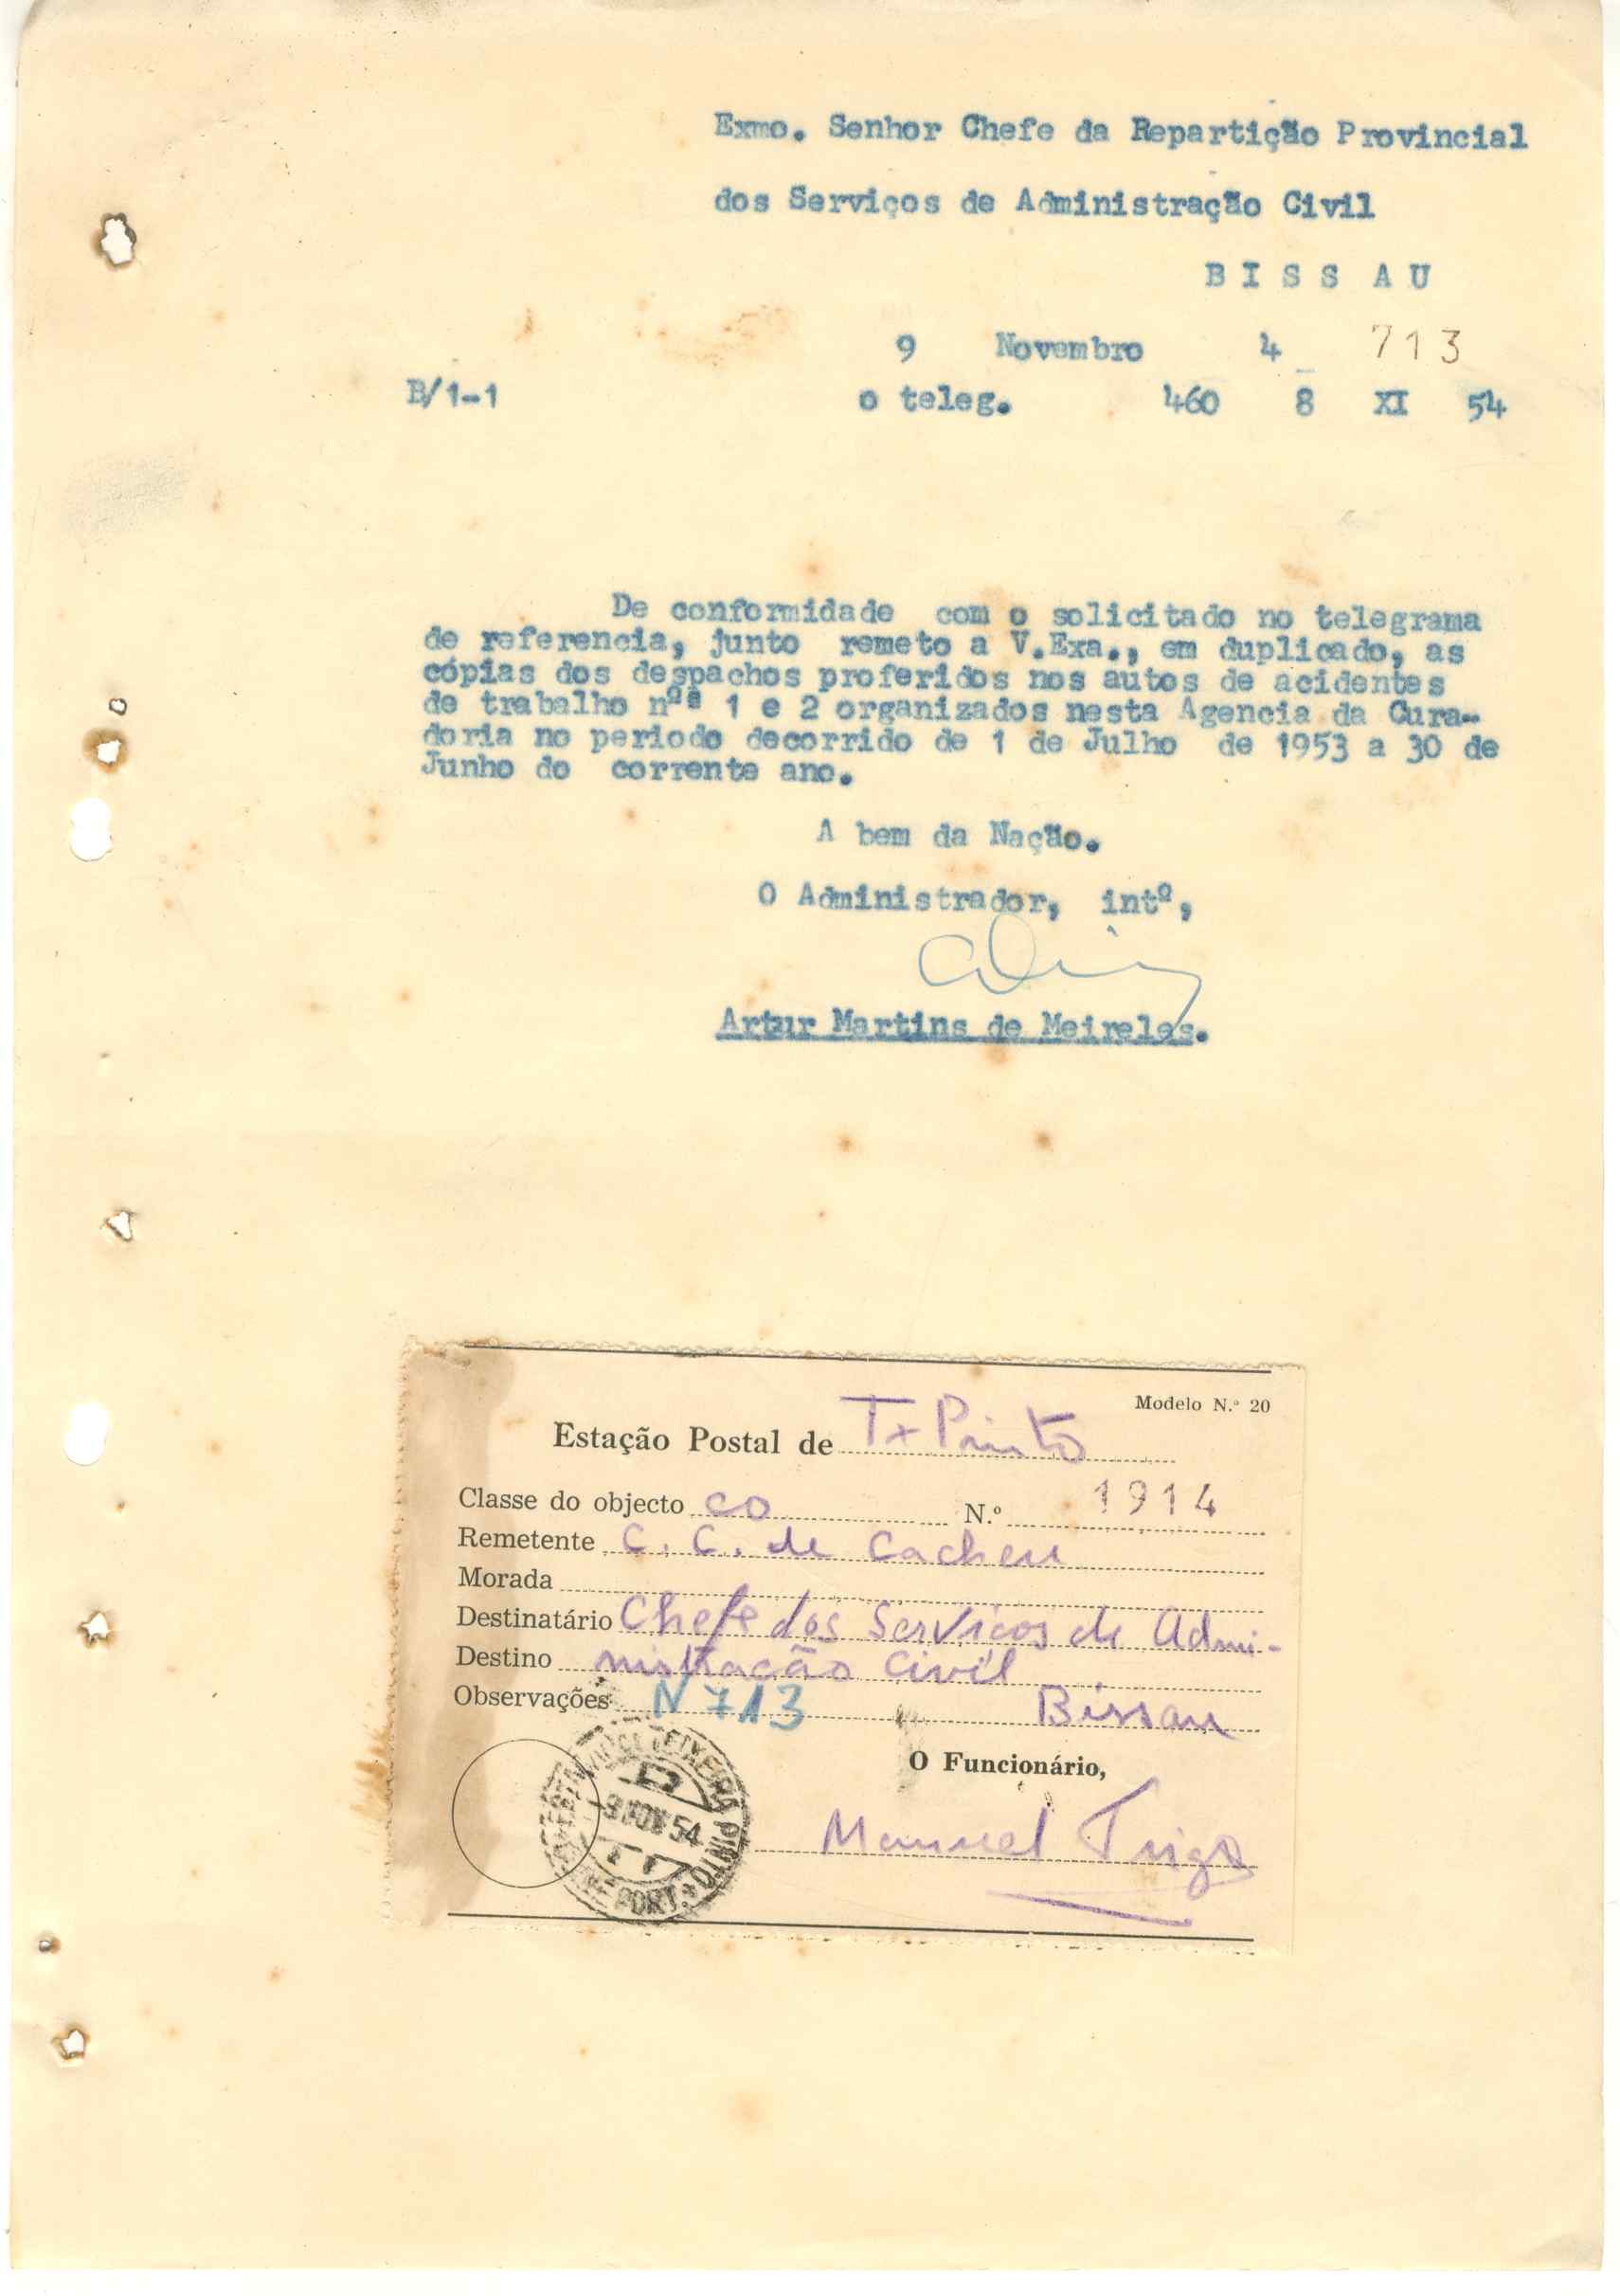 Exmo. Senhor Chefe da Repartição Provincial
dos Serviços de Administração Civil
B I S S A U
9 Novembro 4 713
B/1-1 o teleg. 460 8 XI 54
De conformidade com o solicitado no telegrama
de referencia, junto remeto a V.Exa., em duplicado, as
cópias dos despachos proferidos nos autos de acidentes
de trabalho nºs 1 e 2 organizados nesta Agencia da Cura-
doria no periodo decorrido de 1 de Julho de 1953 a 30 de
Junho do corrente ano.
A bem da Nação.
O Administrador, intº,
Artur Martins de Meireles.
Modelo N.º 20
Estação Postal de Tx Pinto
Classe do objecto CO N.º 1914
Remetente C. C. de Cacheu
Morada
Destinatário Chefe dos Serviços de Admi-
Destino nistração Civil
Observações N 713 Bissau
O Funcionário,
TEIXEIRA PINTO
9 NOV 54
PORT.
Manuel Trigo